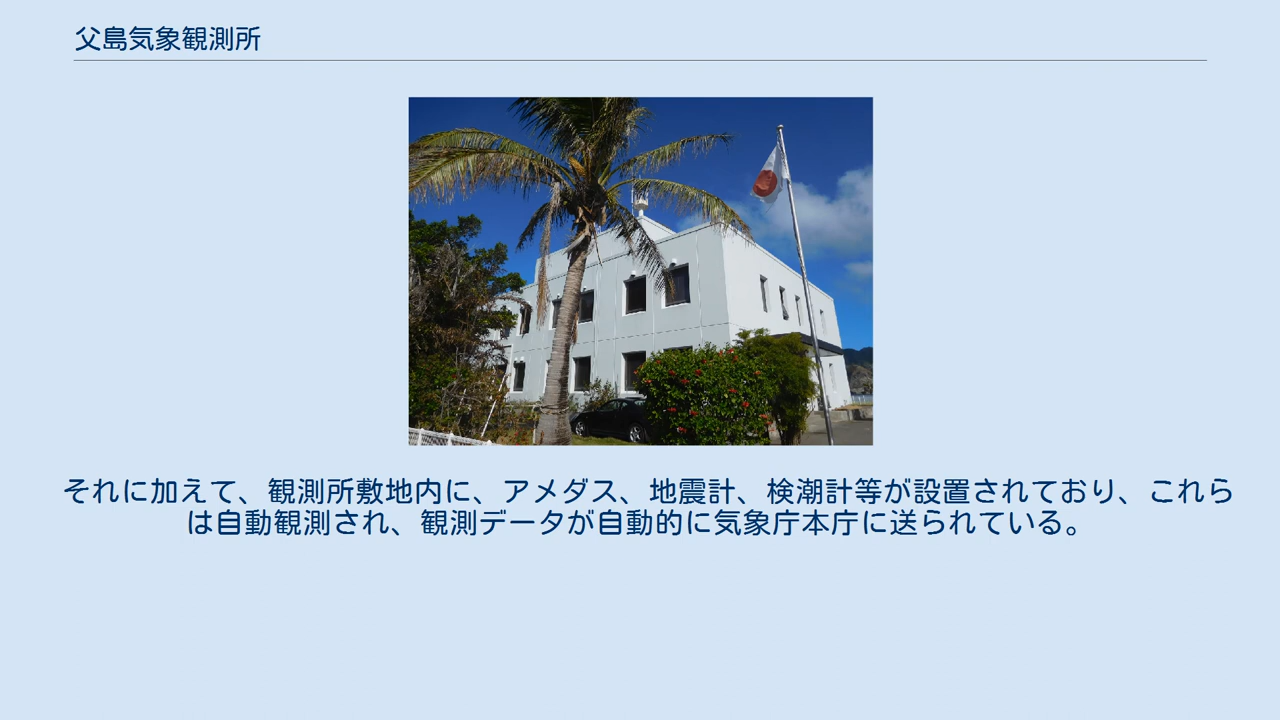 父島気象観測所
それに加えて、観測所敷地内に、アメダス、地震計、検潮計等が設置されており、これら
は自動観測され、観測データが自動的に気象庁本庁に送られている。